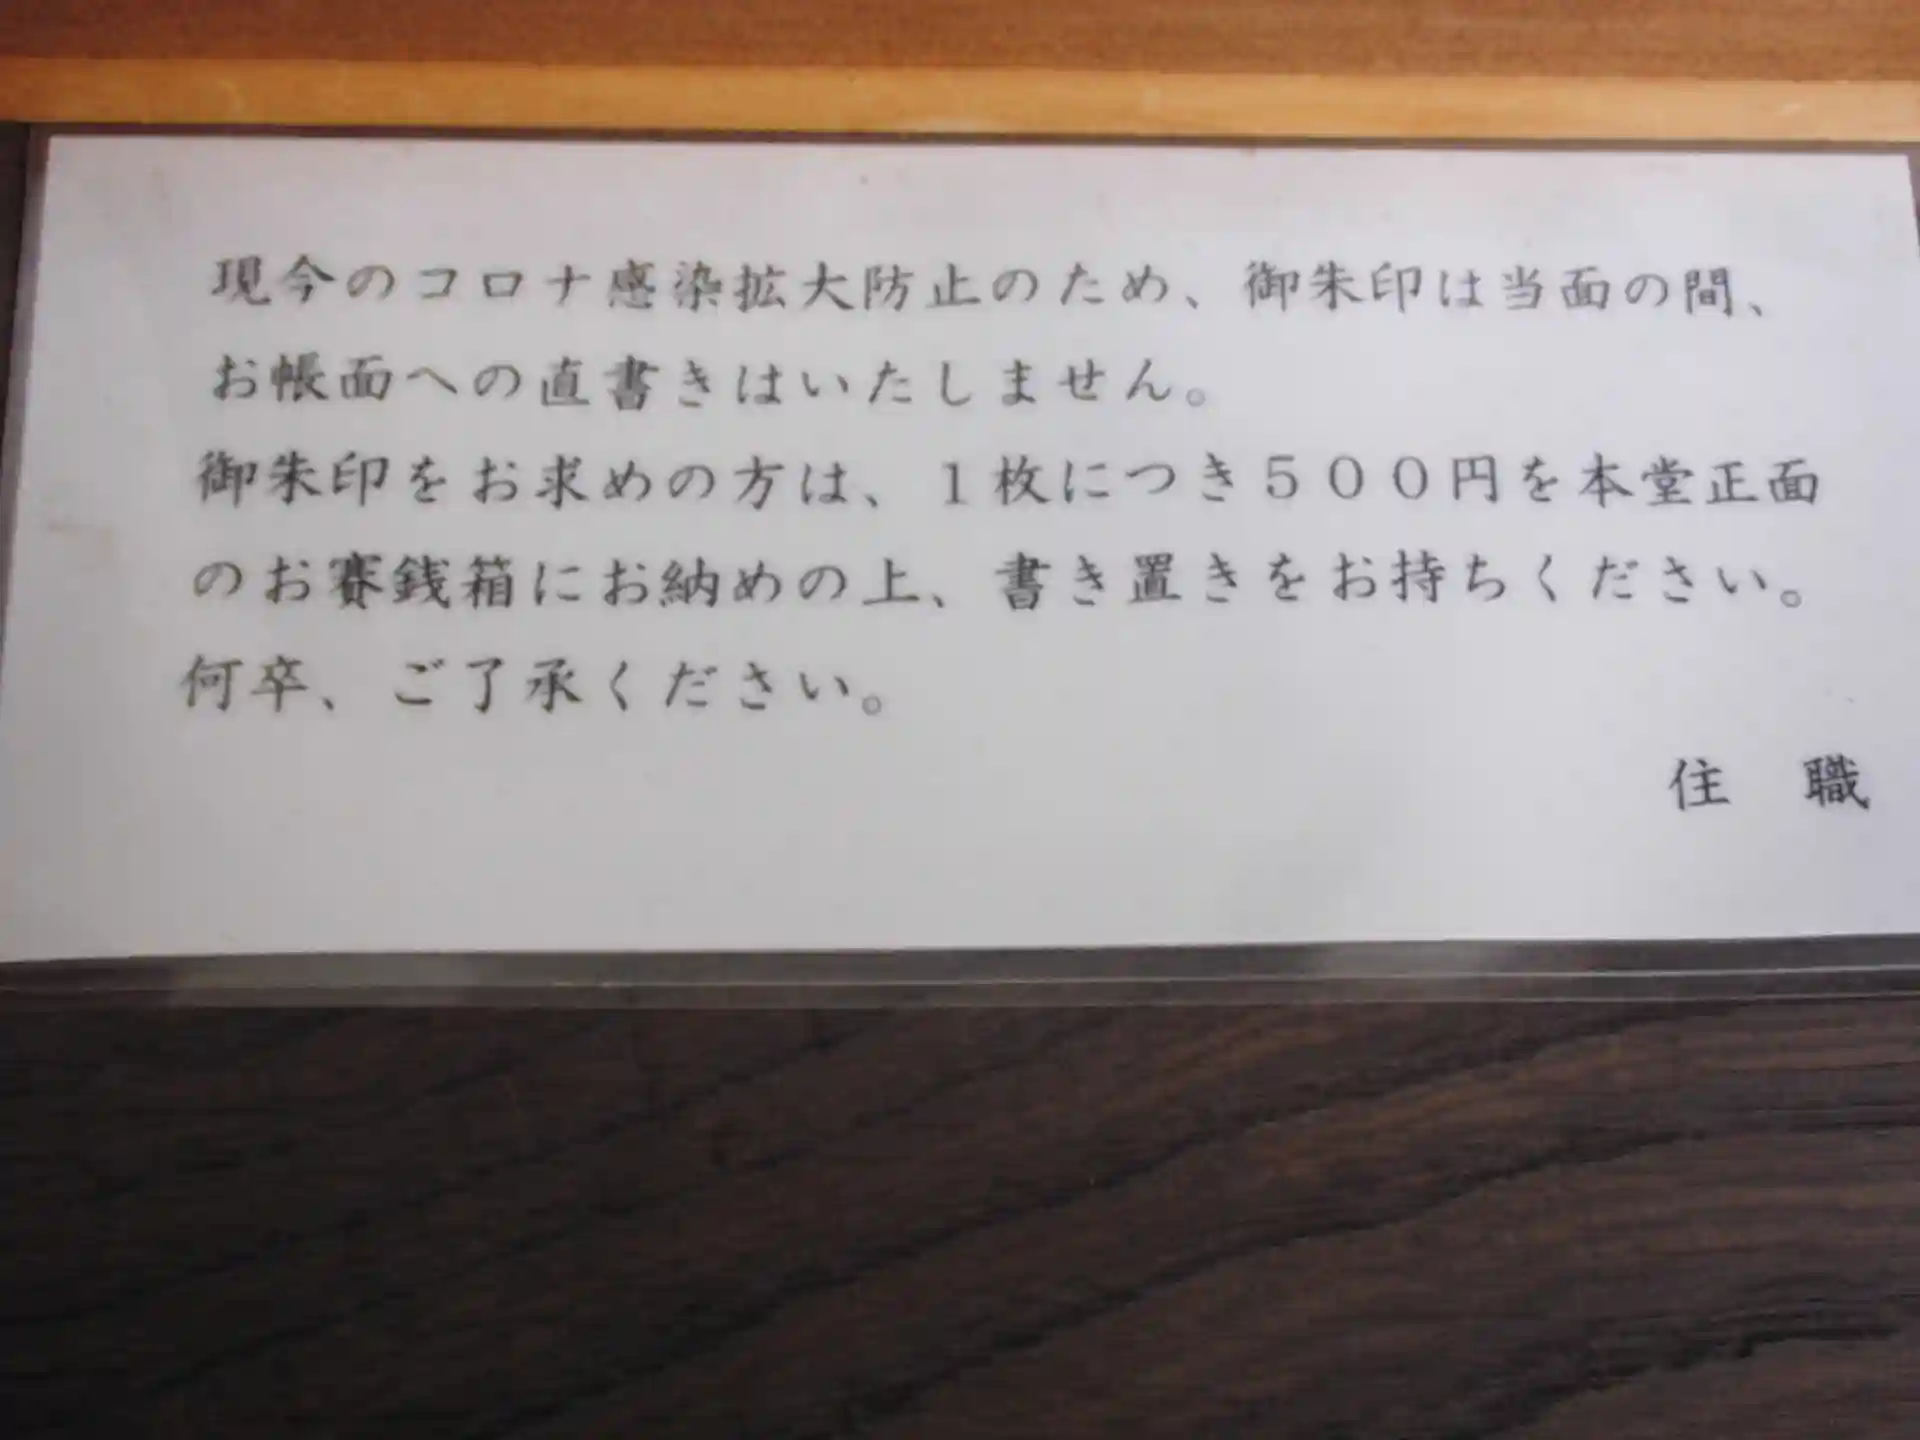 現今のコロナ感染拡大防止のため、御朱印は当面の間、
お帳面への直書きはいたしません。
御朱印をお求めの方は、１枚につき５００円を本堂正面
のお賽銭箱にお納めの上、書き置きをお持ちください。
何卒、ご了承ください。
住　職